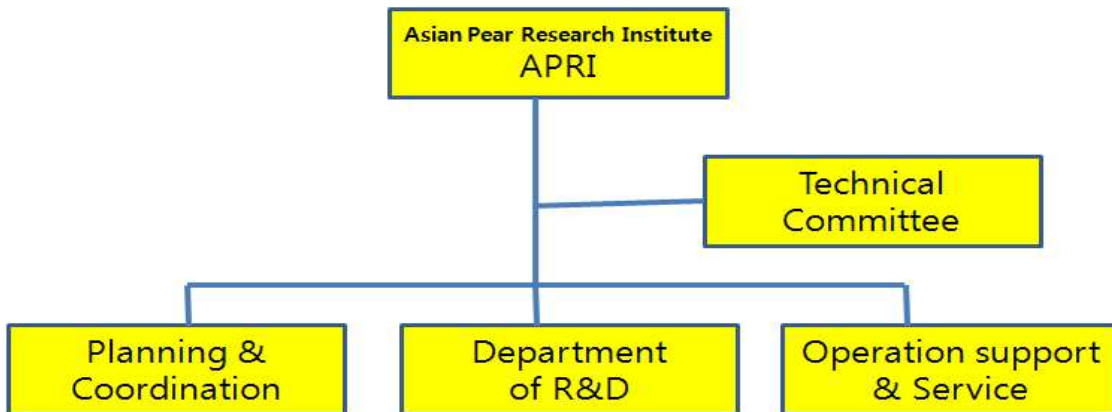 Asian Pear Research Institute
APRI
Technical
Committee
Planning &
Coordination
Department
of R&D
Operation support
& Service